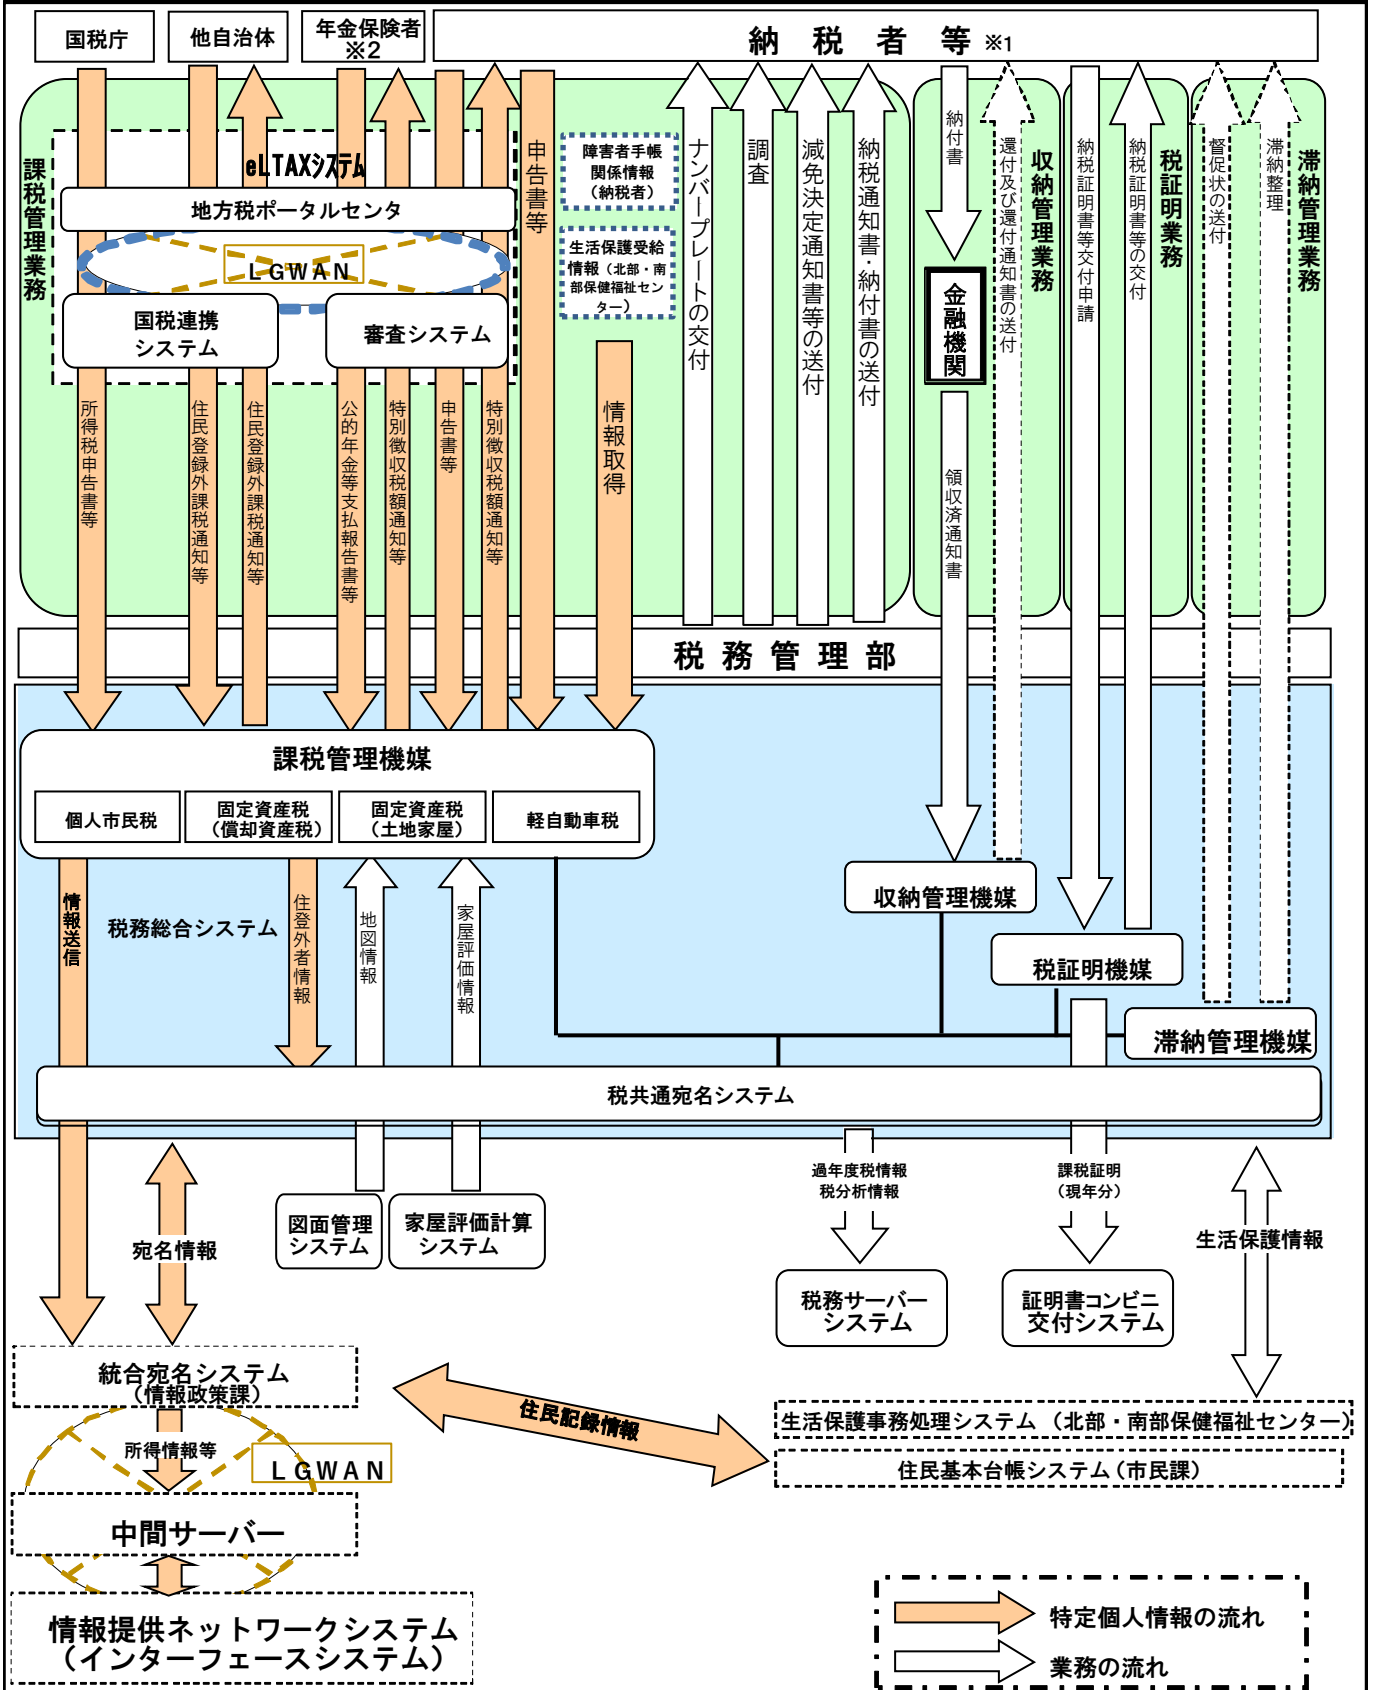 国税庁
他自治体
年金保険者
※2
納税者等 ※1
課税管理業務
eLTAXシステム
地方税ポータルセンタ
LGWAN
国税連携
システム
審査システム
申告書等
障害者手帳
関係情報
（納税者）
生活保護受給
情報（北部・南
部保健福祉セン
ター）
情報取得
ナンバープレートの交付
調査
減免決定通知書等の送付
納税通知書・納付書の送付
納付書
金融機関
領収済通知書
還付及び還付通知書の送付
収納管理業務
納税証明書等交付申請
納税証明書等の交付
税証明業務
督促状の送付
滞納整理
滞納管理業務
所得税申告書等
住民登録外課税通知等
住民登録外課税通知等
公的年金等支払報告書等
特別徴収税額通知等
申告書等
特別徴収税額通知等
税務管理部
課税管理機媒
個人市民税
固定資産税
（償却資産税）
固定資産税
（土地家屋）
軽自動車税
収納管理機媒
税証明機媒
滞納管理機媒
情報送信
税務総合システム
住登外者情報
地図情報
家屋評価情報
税共通宛名システム
宛名情報
図面管理
システム
家屋評価計算
システム
過年度税情報
税分析情報
課税証明
（現年分）
生活保護情報
税務サーバー
システム
証明書コンビニ
交付システム
統合宛名システム
（情報政策課）
住民記録情報
生活保護事務処理システム （北部・南部保健福祉センター）
住民基本台帳システム（市民課）
所得情報等
LGWAN
中間サーバー
情報提供ネットワークシステム
（インターフェースシステム）
特定個人情報の流れ
業務の流れ